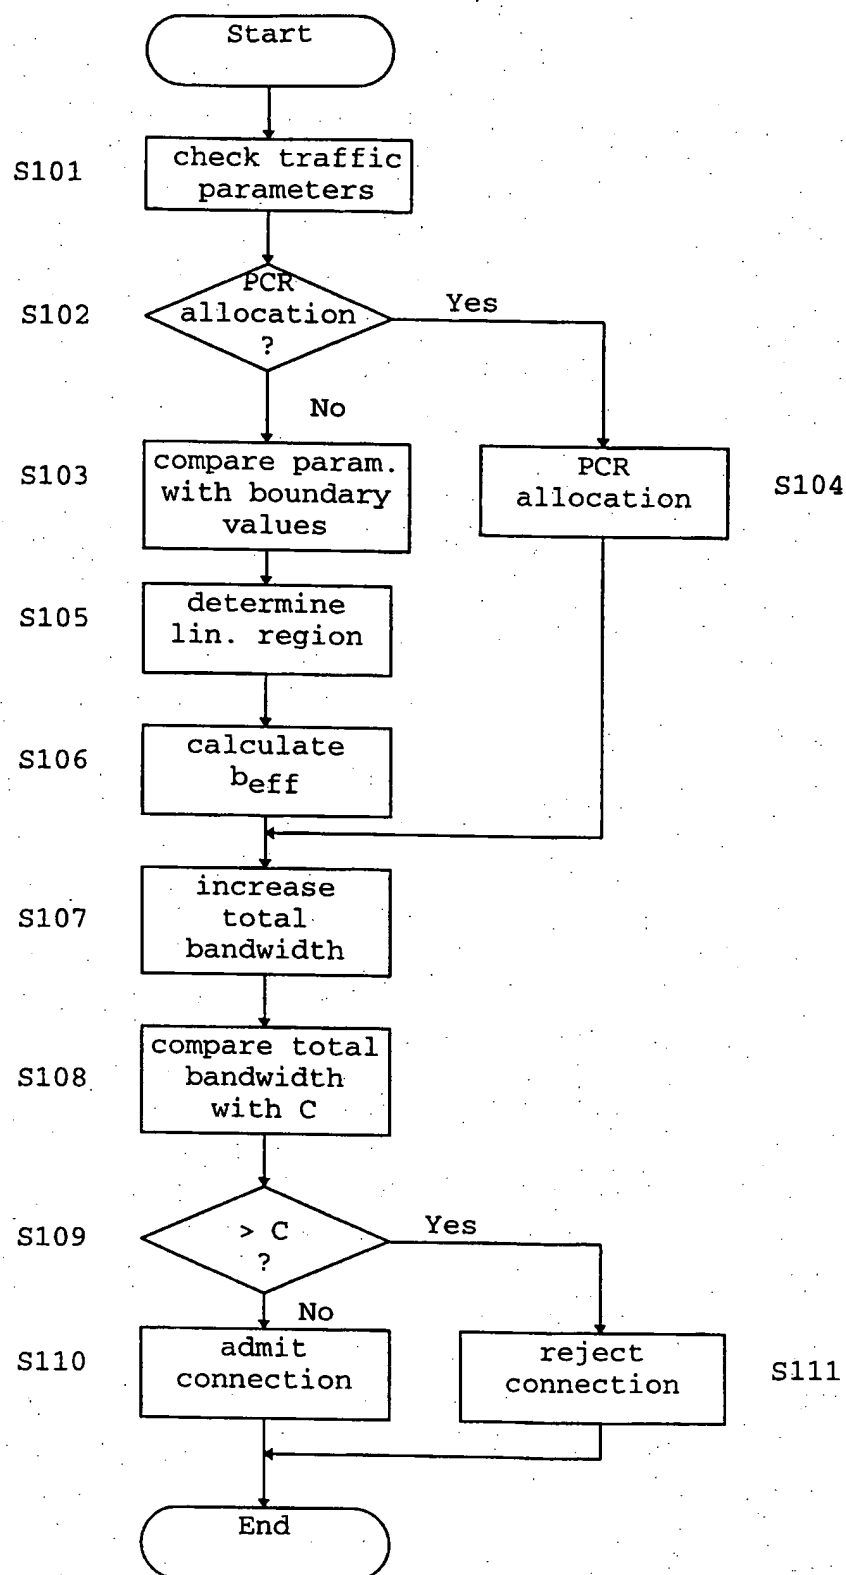 Start
S101
check traffic
parameters
S102
PCR
allocation
?
Yes
No
S103
compare param.
with boundary
values
PCR
allocation
S104
S105
determine
lin. region
S106
calculate
beff
S107
increase
total
bandwidth
S108
compare total
bandwidth
with C
S109
> C
?
Yes
No
S110
admit
connection
reject
connection
S111
End